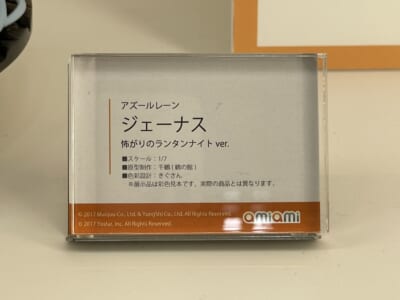 アズールレーン
ジェーナス
怖がりのランタンナイト ver.
■スケール：1/7
■原型制作：千鶴(鶴の館)
■色彩設計：きぐさん
※展示品は彩色見本です。実際の商品とは異なります。
© 2017 Manjuu Co., Ltd. & YongShi Co., Ltd. All Rights Reserved.
© 2017 Yostar, Inc. All Rights Reserved.
amiami